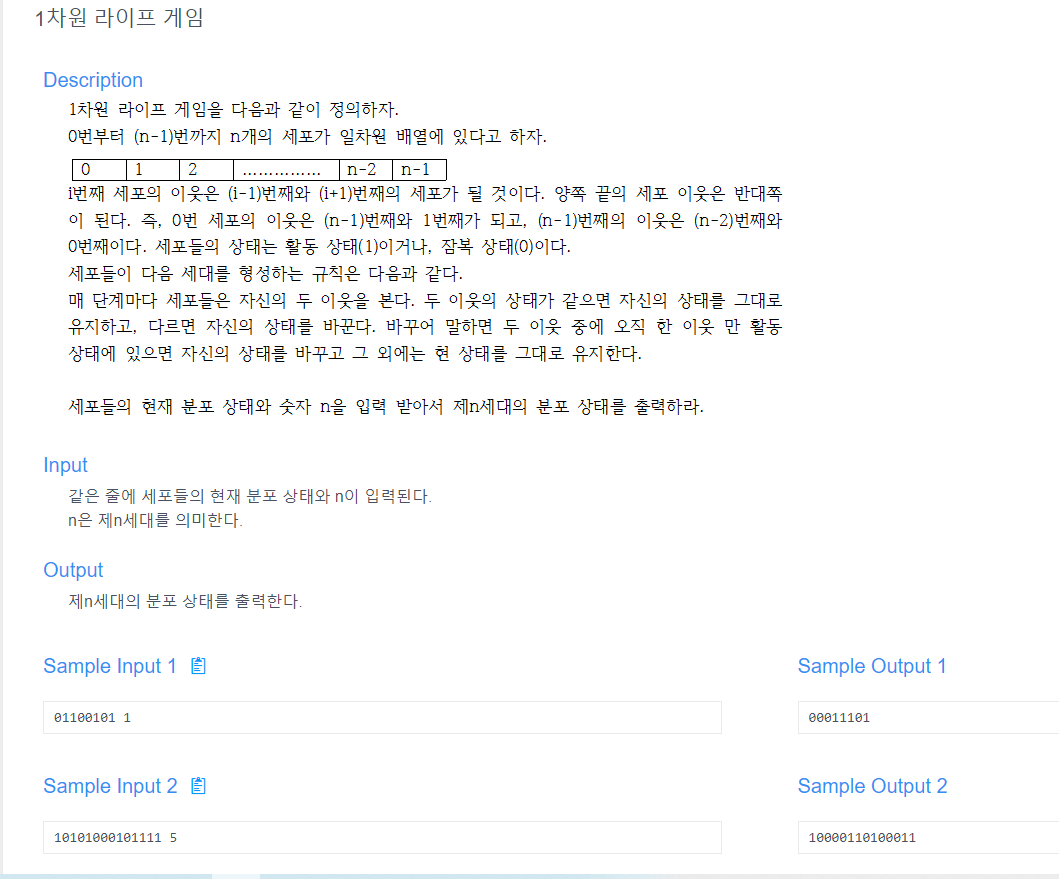 1차원 라이프 게임
Description
1차원 라이프 게임을 다음과 같이 정의하자.
0번부터 (n-1)번까지 n개의 세포가 일차원 배열에 있다고 하자.
0 1 2 ............... n-2 n-1
i번째 세포의 이웃은 (i-1)번째와 (i+1)번째의 세포가 될 것이다. 양쪽 끝의 세포 이웃은 반대쪽
이 된다. 즉, 0번 세포의 이웃은 (n-1)번째와 1번째가 되고, (n-1)번째의 이웃은 (n-2)번째와
0번째이다. 세포들의 상태는 활동 상태(1)이거나, 잠복 상태(0)이다.
세포들이 다음 세대를 형성하는 규칙은 다음과 같다.
매 단계마다 세포들은 자신의 두 이웃을 본다. 두 이웃의 상태가 같으면 자신의 상태를 그대로
유지하고, 다르면 자신의 상태를 바꾼다. 바꾸어 말하면 두 이웃 중에 오직 한 이웃 만 활동
상태에 있으면 자신의 상태를 바꾸고 그 외에는 현 상태를 그대로 유지한다.
세포들의 현재 분포 상태와 숫자 n을 입력 받아서 제n세대의 분포 상태를 출력하라.
Input
같은 줄에 세포들의 현재 분포 상태와 n이 입력된다.
n은 제n세대를 의미한다.
Output
제n세대의 분포 상태를 출력한다.
Sample Input 1
Sample Output 1
01100101 1
00011101
Sample Input 2
Sample Output 2
10101000101111 5
10000110100011